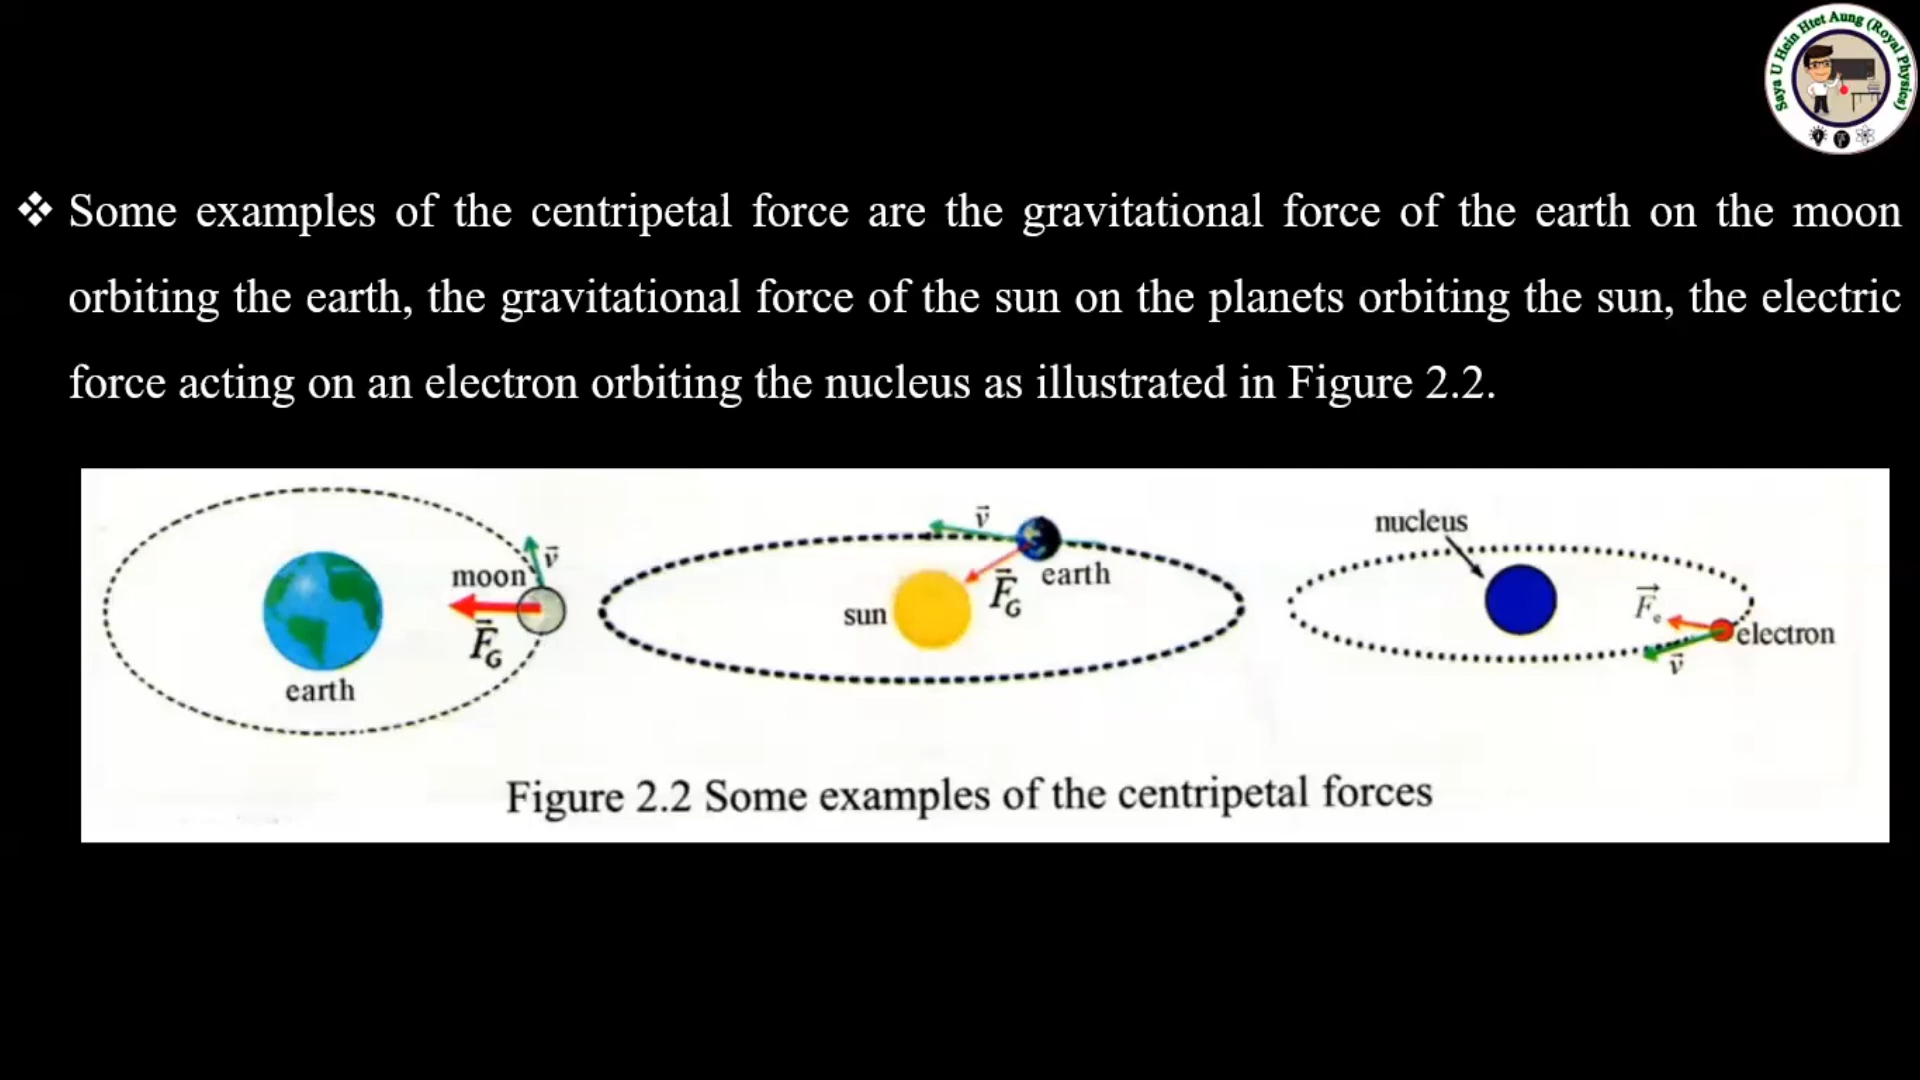 Saya U Hein Htet Aung (Royal Physics)
❖ Some examples of the centripetal force are the gravitational force of the earth on the moon
orbiting the earth, the gravitational force of the sun on the planets orbiting the sun, the electric
force acting on an electron orbiting the nucleus as illustrated in Figure 2.2.
moon
v⃗
F⃗G
earth
v⃗
earth
F⃗G
sun
nucleus
F⃗e
electron
v⃗
Figure 2.2 Some examples of the centripetal forces